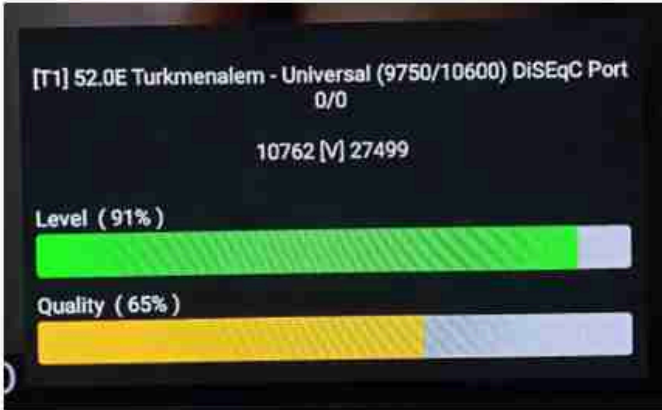 [T1] 52.0E Turkmenalem - Universal (9750/10600) DiSEqC Port
0/0
10762 [V] 27499
Level ( 91% )
Quality ( 65% )